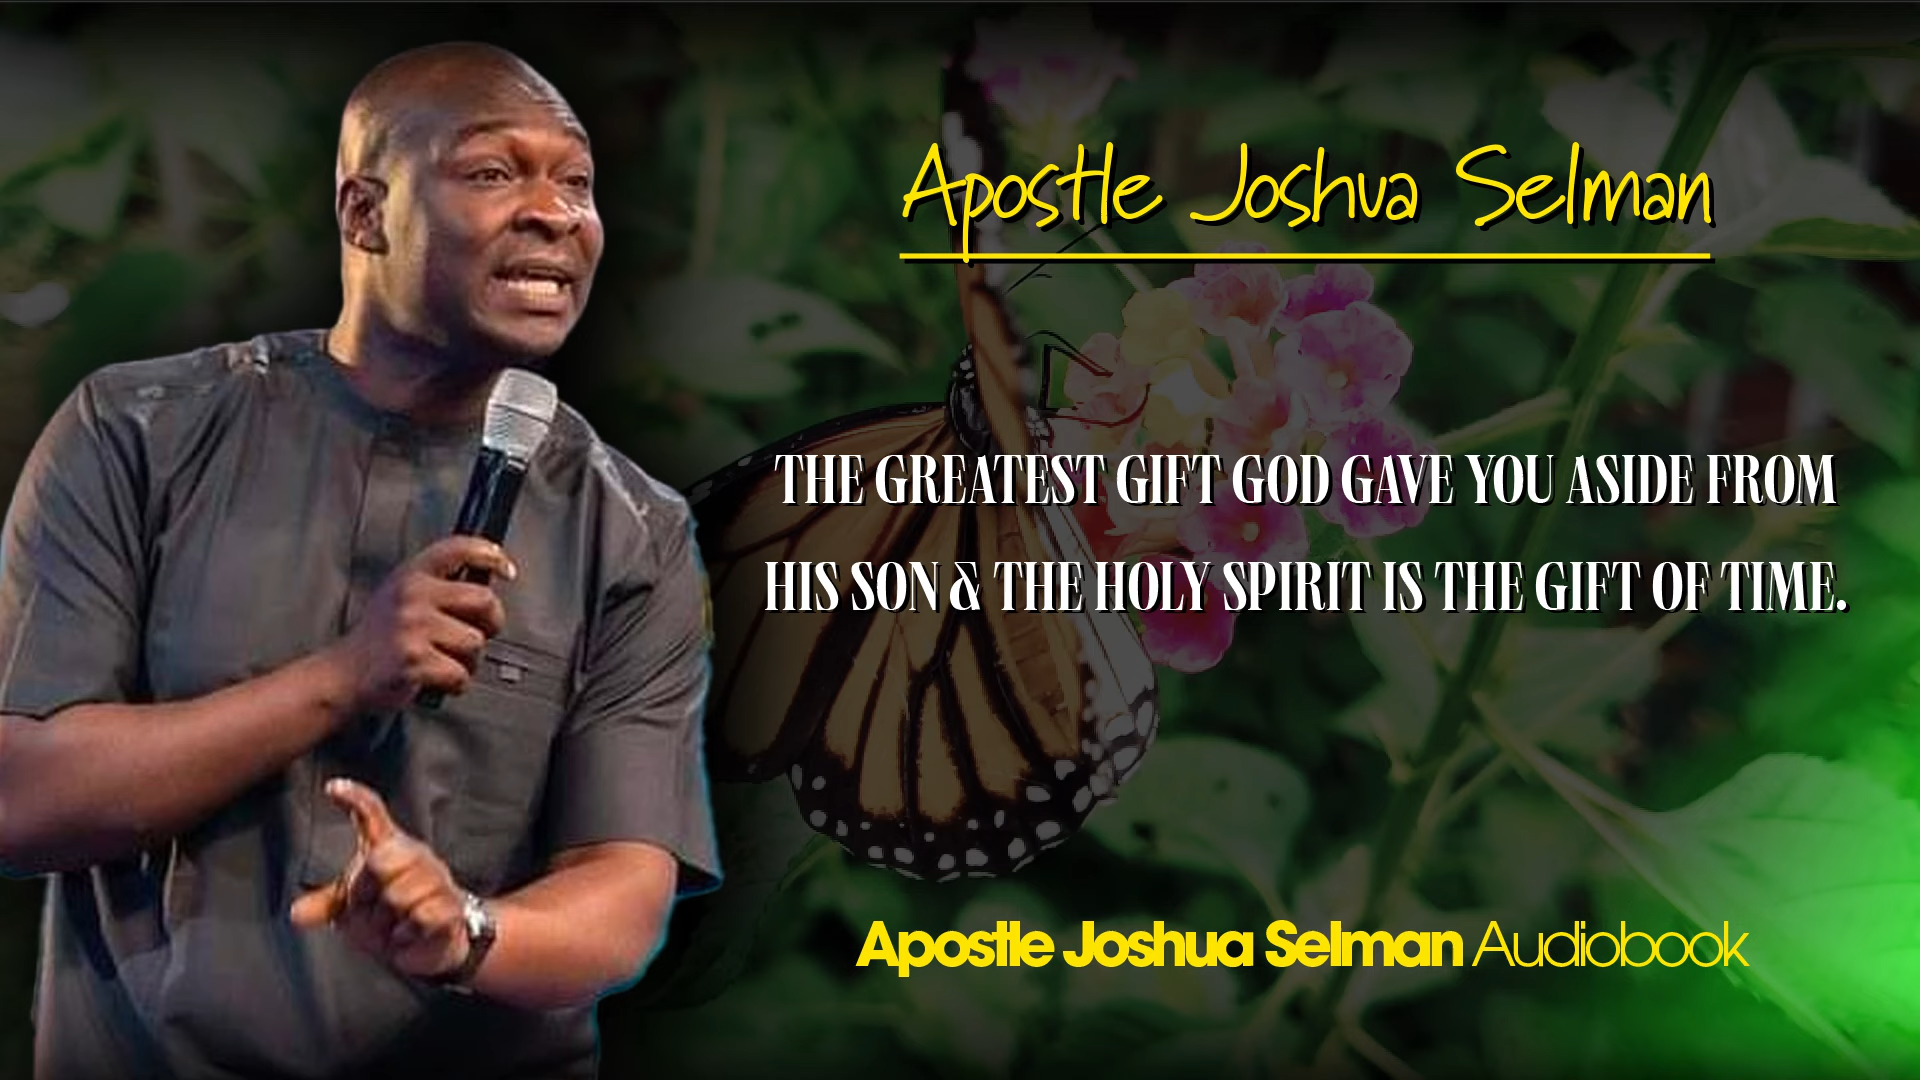 Apostle Joshua Selman
THE GREATEST GIFT GOD GAVE YOU ASIDE FROM
HIS SON & THE HOLY SPIRIT IS THE GIFT OF TIME.
Apostle Joshua Selman Audiobook